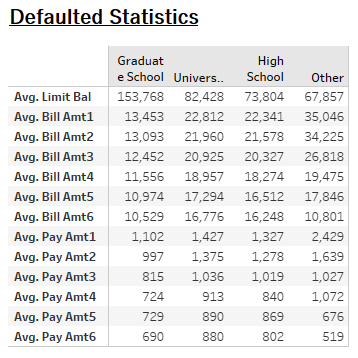 Defaulted Statistics
Graduat High
e School Univers.. School Other
Avg. Limit Bal 153,768 82,428 73,804 67,857
Avg. Bill Amt1 13,453 22,812 22,341 35,046
Avg. Bill Amt2 13,093 21,960 21,578 34,225
Avg. Bill Amt3 12,452 20,925 20,327 26,818
Avg. Bill Amt4 11,556 18,957 18,274 19,475
Avg. Bill Amt5 10,974 17,294 16,512 17,846
Avg. Bill Amt6 10,529 16,776 16,248 10,801
Avg. Pay Amt1 1,102 1,427 1,327 2,429
Avg. Pay Amt2 997 1,375 1,278 1,639
Avg. Pay Amt3 815 1,036 1,019 1,027
Avg. Pay Amt4 724 913 840 1,072
Avg. Pay Amt5 729 890 869 676
Avg. Pay Amt6 690 880 802 519